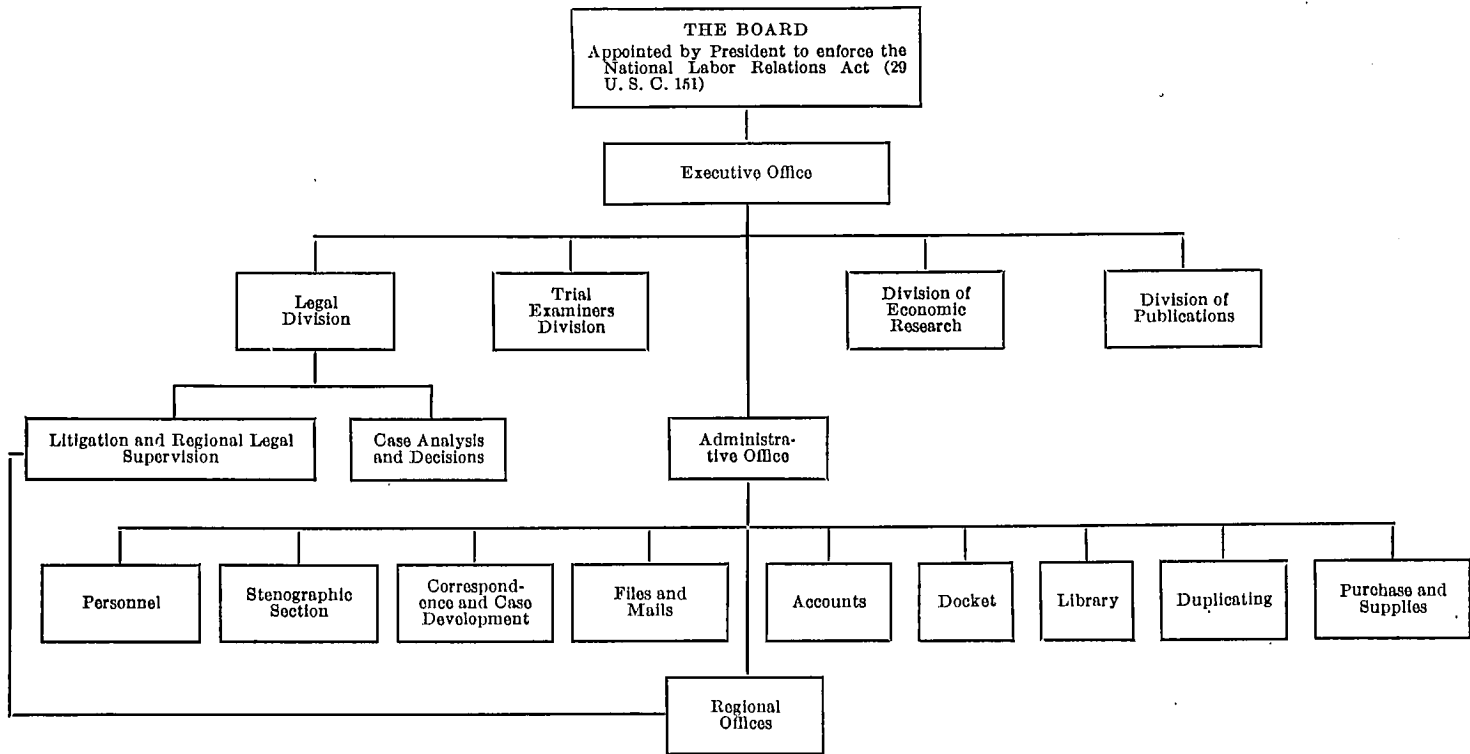 THE BOARD
Appointed by President to enforce the
National Labor Relations Act (29
U. S. C. 151)
Executive Office
Legal
Division
Trial
Examiners
Division
Division of
Economic
Research
Division of
Publications
Litigation and Regional Legal
Supervision
Case Analysis
and Decisions
Administra-
tive Office
Personnel
Stenographic
Section
Correspond-
ence and Case
Development
Files and
Mails
Accounts
Docket
Library
Duplicating
Purchase and
Supplies
Regional
Offices